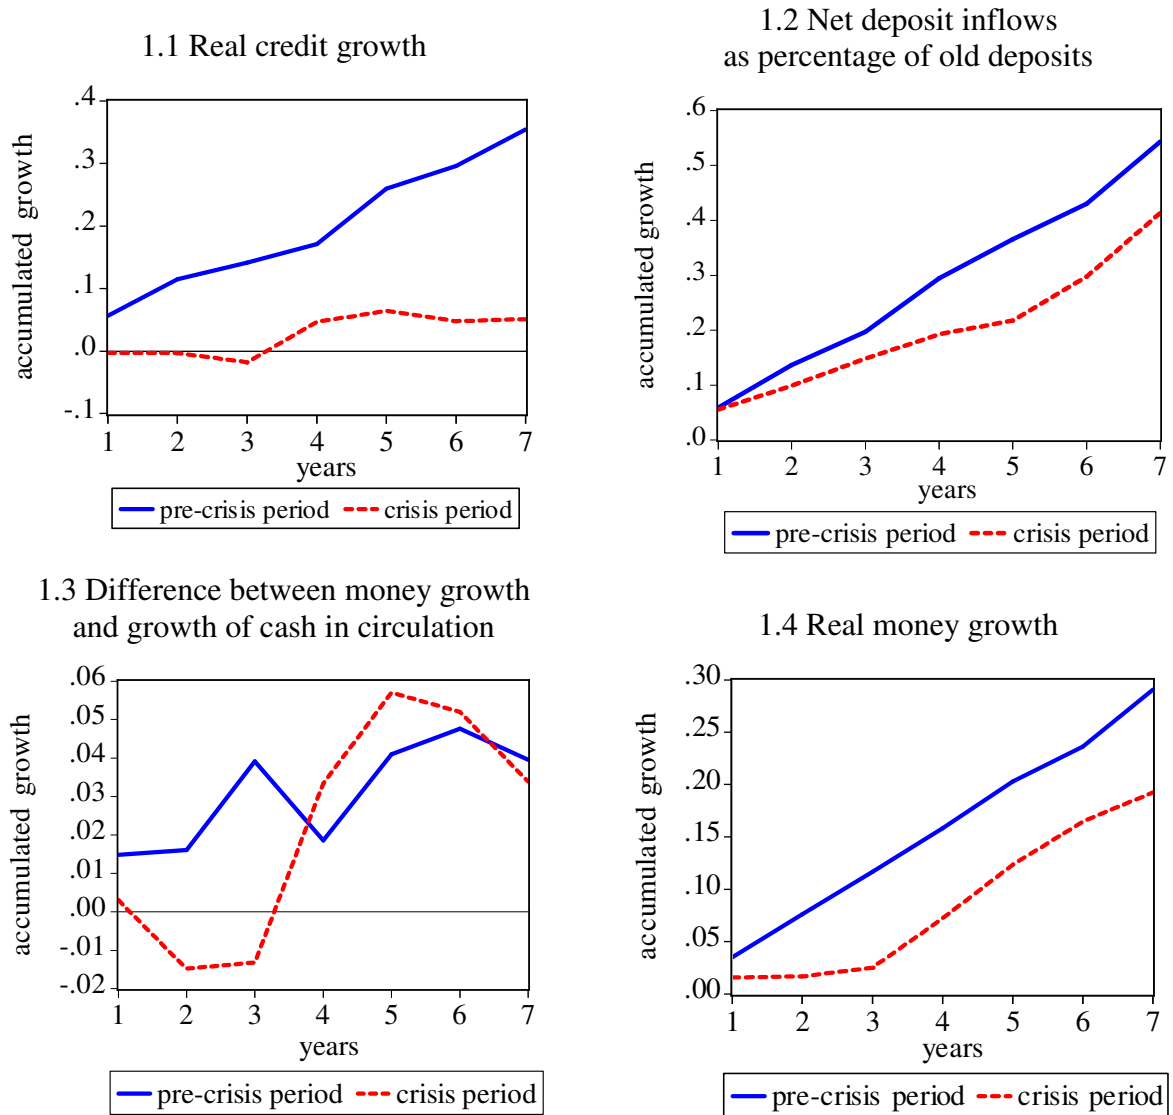 1.1 Real credit growth
accumulated growth
.4
.3
.2
.1
.0
-.1
1 2 3 4 5 6 7
years
pre-crisis period crisis period
1.2 Net deposit inflows
as percentage of old deposits
accumulated growth
.6
.5
.4
.3
.2
.1
.0
1 2 3 4 5 6 7
years
pre-crisis period crisis period
1.3 Difference between money growth
and growth of cash in circulation
accumulated growth
.06
.05
.04
.03
.02
.01
.00
-.01
-.02
1 2 3 4 5 6 7
years
pre-crisis period crisis period
1.4 Real money growth
accumulated growth
.30
.25
.20
.15
.10
.05
.00
1 2 3 4 5 6 7
years
pre-crisis period crisis period